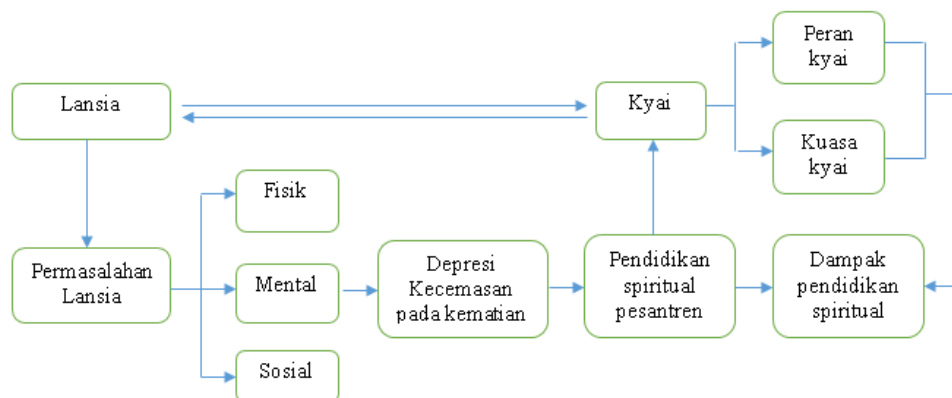 Peran
kyai
Lansia
Kyai
Kuasa
kyai
Fisik
Permasalahan
Lansia
Mental
Depresi
Kecemasan
pada kematian
Pendidikan
spiritual
pesantren
Dampak
pendidikan
spiritual
Sosial